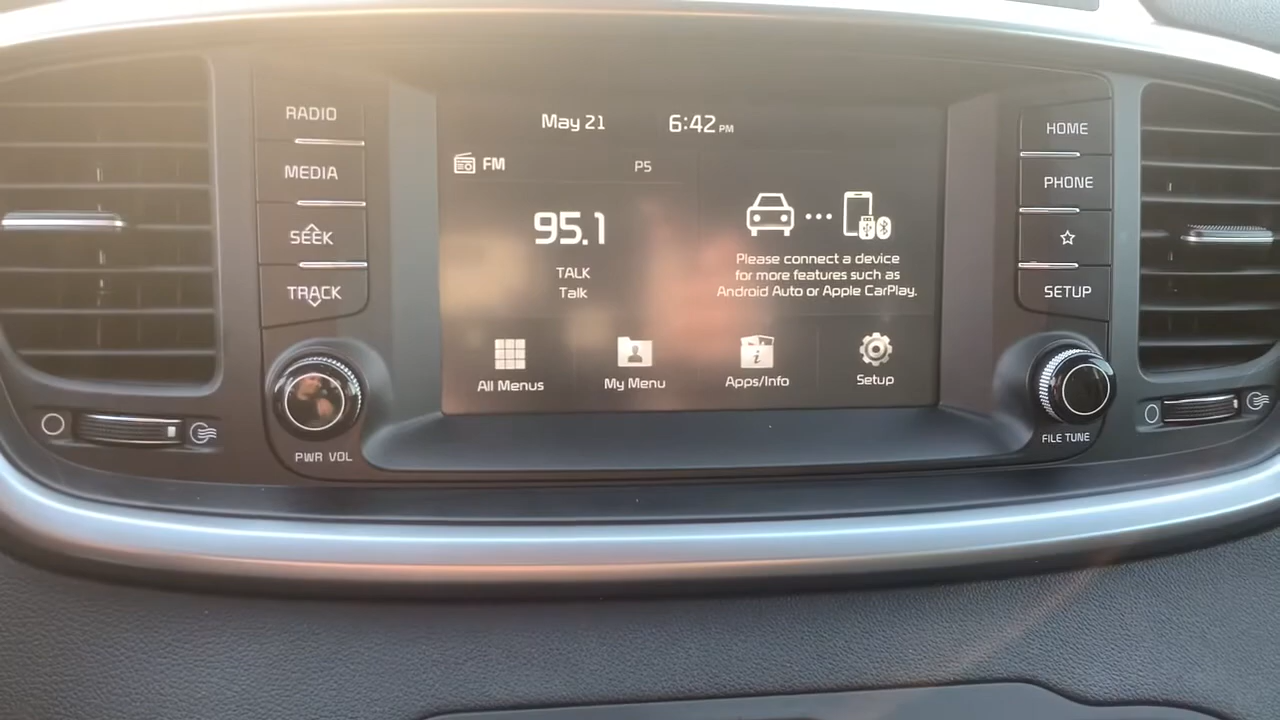 RADIO
MEDIA
SEEK
TRACK
PWR VOL
May 21 6:42 PM
FM P5
95.1
TALK
Talk
Please connect a device
for more features such as
Android Auto or Apple CarPlay.
All Menus My Menu Apps/Info Setup
HOME
PHONE
SETUP
FILE TUNE